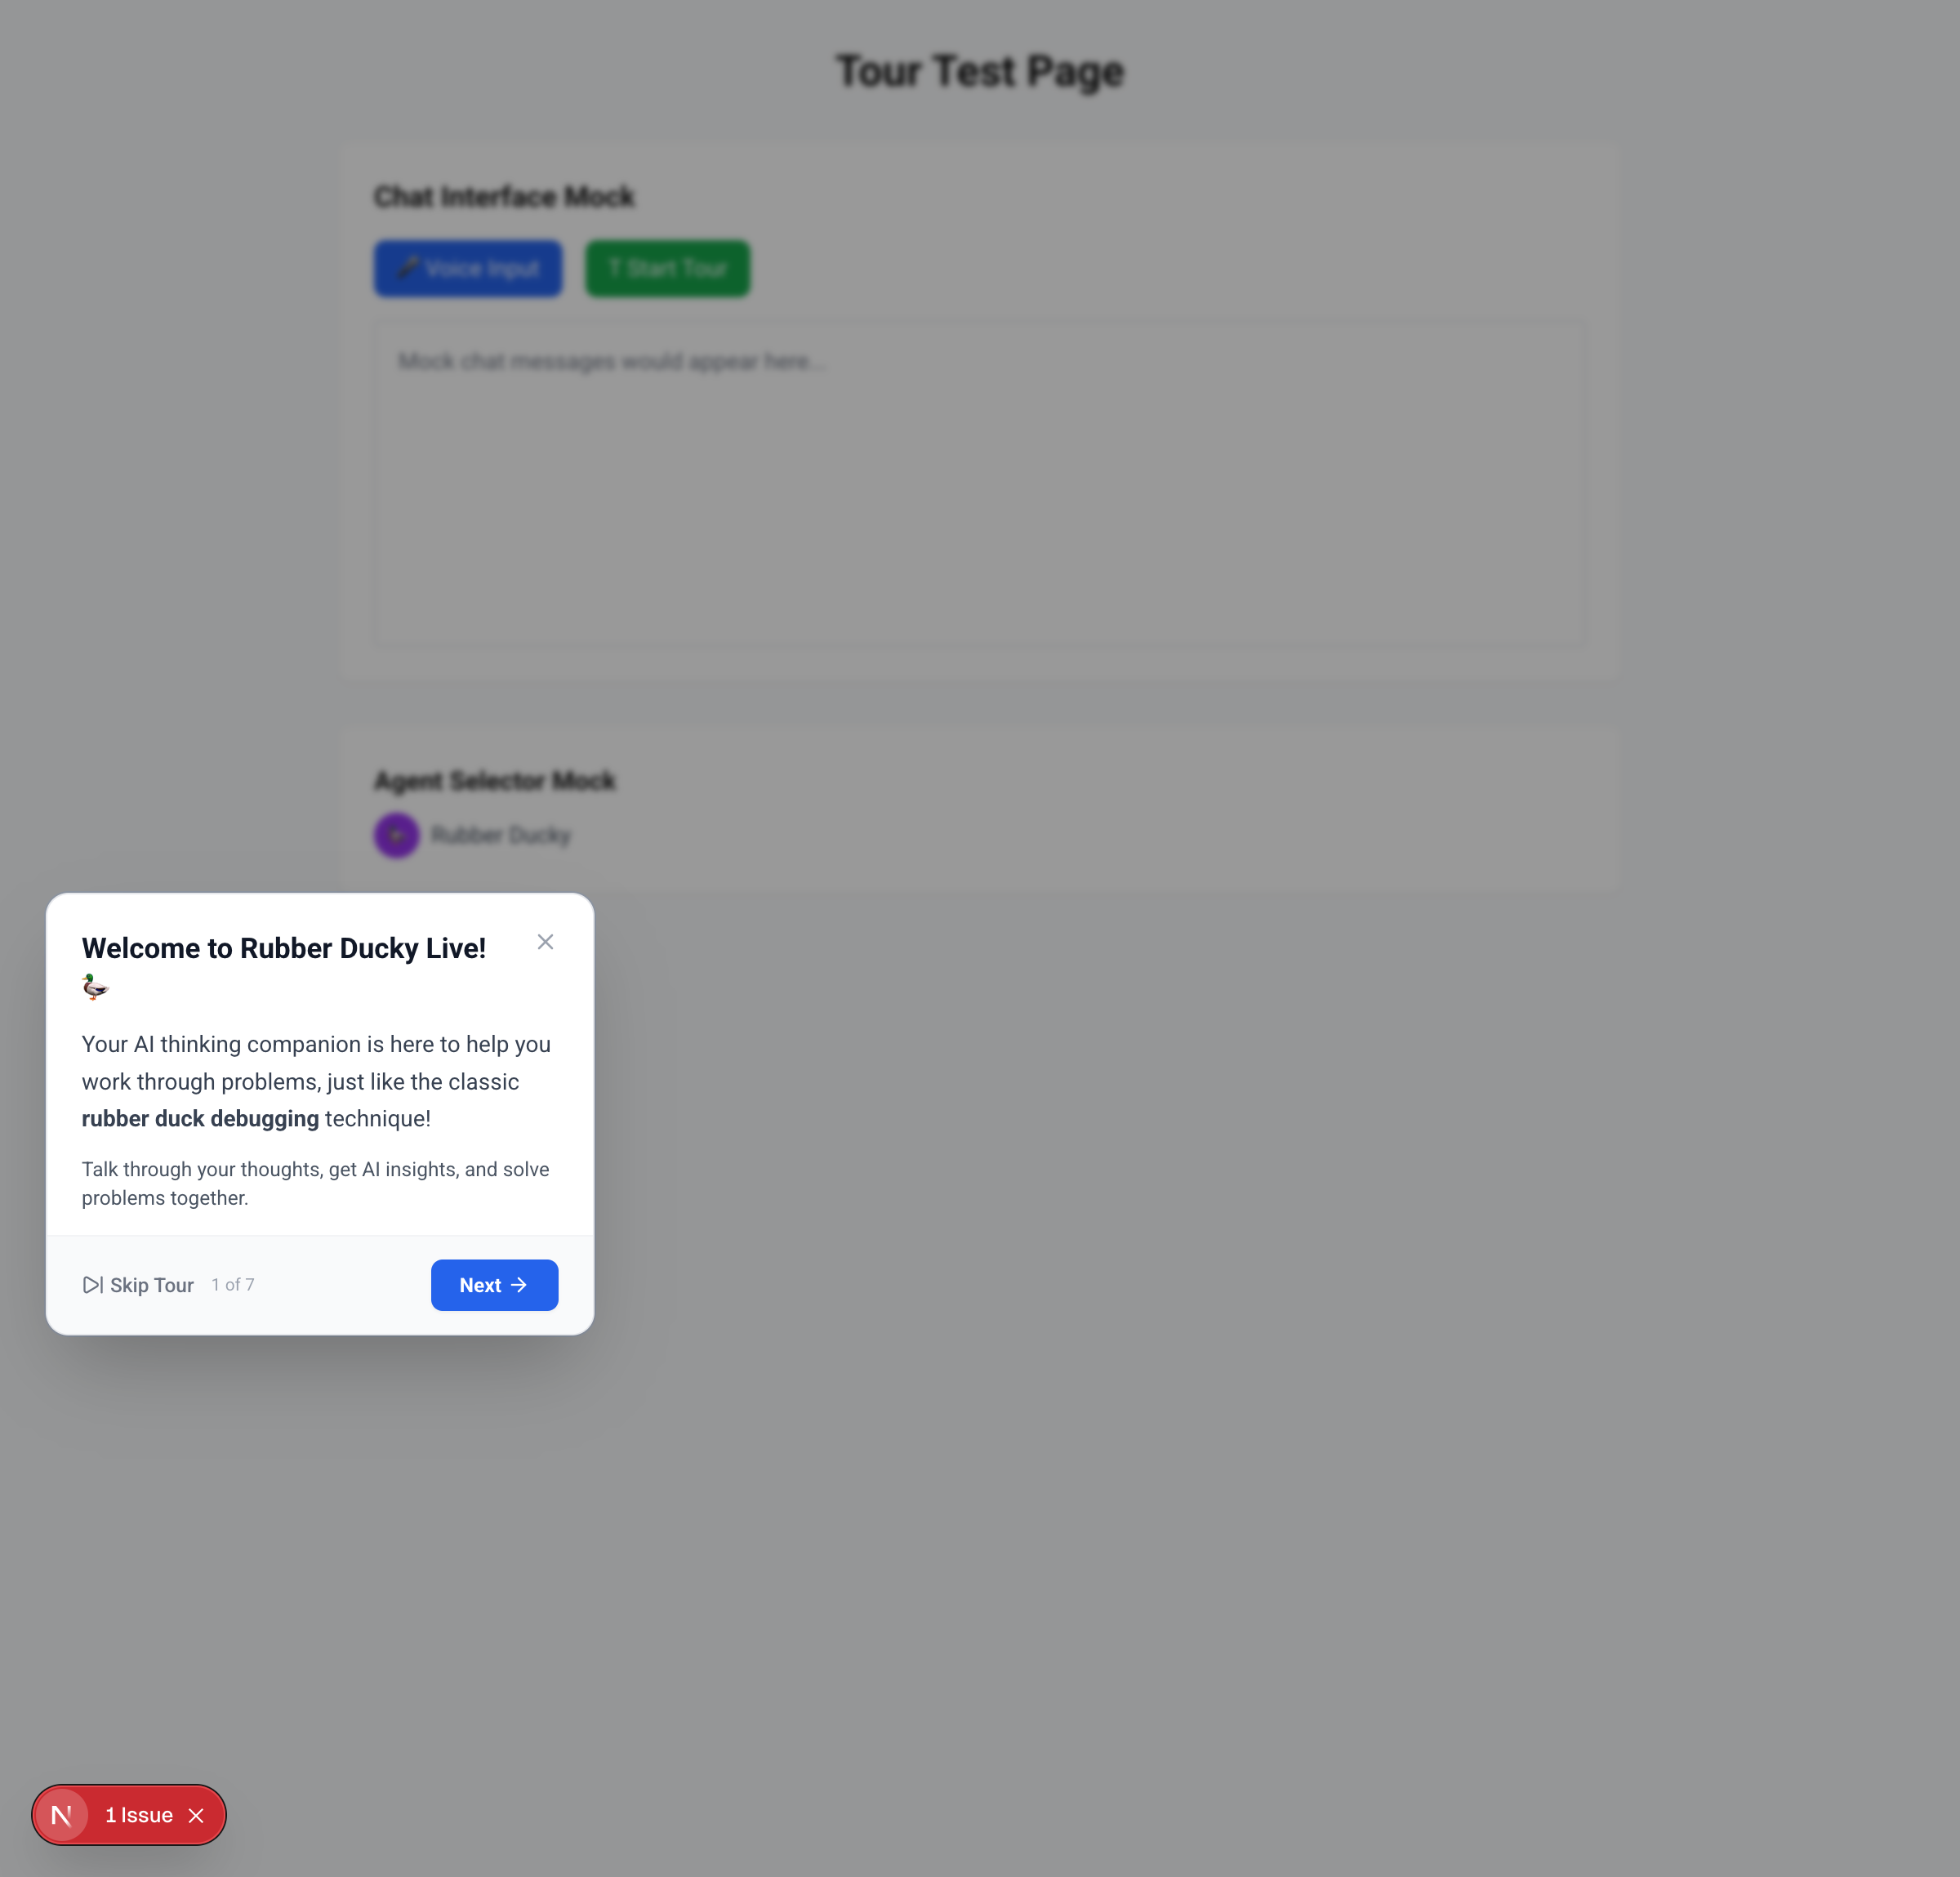 Tour Test Page
Chat Interface Mock
Voice Input
T Start Tour
Mock chat messages would appear here...
Agent Selector Mock
Rubber Ducky
Welcome to Rubber Ducky Live!
🦆
Your AI thinking companion is here to help you
work through problems, just like the classic
rubber duck debugging technique!
Talk through your thoughts, get AI insights, and solve
problems together.
Skip Tour 1 of 7
Next →
N 1 Issue